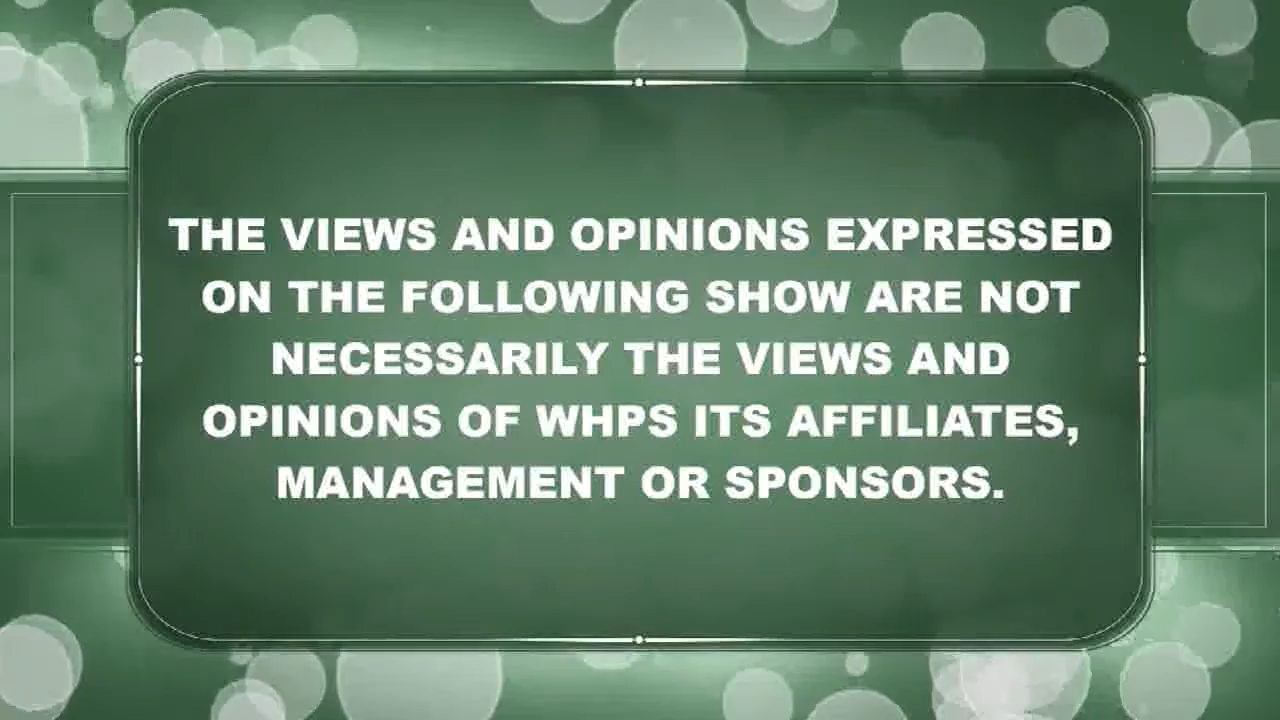 THE VIEWS AND OPINIONS EXPRESSED
ON THE FOLLOWING SHOW ARE NOT
NECESSARILY THE VIEWS AND
OPINIONS OF WHPS ITS AFFILIATES,
MANAGEMENT OR SPONSORS.